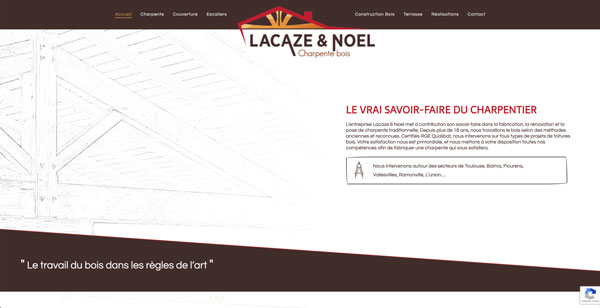 Accueil Charpente Couverture Escaliers Construction Bois Terrasse Réalisations Contact
LACAZE & NOEL
Charpente bois
LE VRAI SAVOIR-FAIRE DU CHARPENTIER
L'entreprise Lacaze & Noel met à contribution son savoir-faire dans la fabrication, la rénovation et la
pose de charpente traditionnelle. Depuis plus de 18 ans, nous travaillons le bois selon des méthodes
anciennes et reconnues. Certifiés RGE Qualibat, nous intervenons sur tous types de projets de toitures
bois. Votre satisfaction nous est primordiale, et nous mettons à votre disposition toutes nos
compétences afin de fabriquer une charpente qui vous satisfera.
Nous intervenons autour des secteurs de Toulouse, Balma, Flourens,
Vallesvilles, Ramonville, L'union ...
" Le travail du bois dans les règles de l'art "